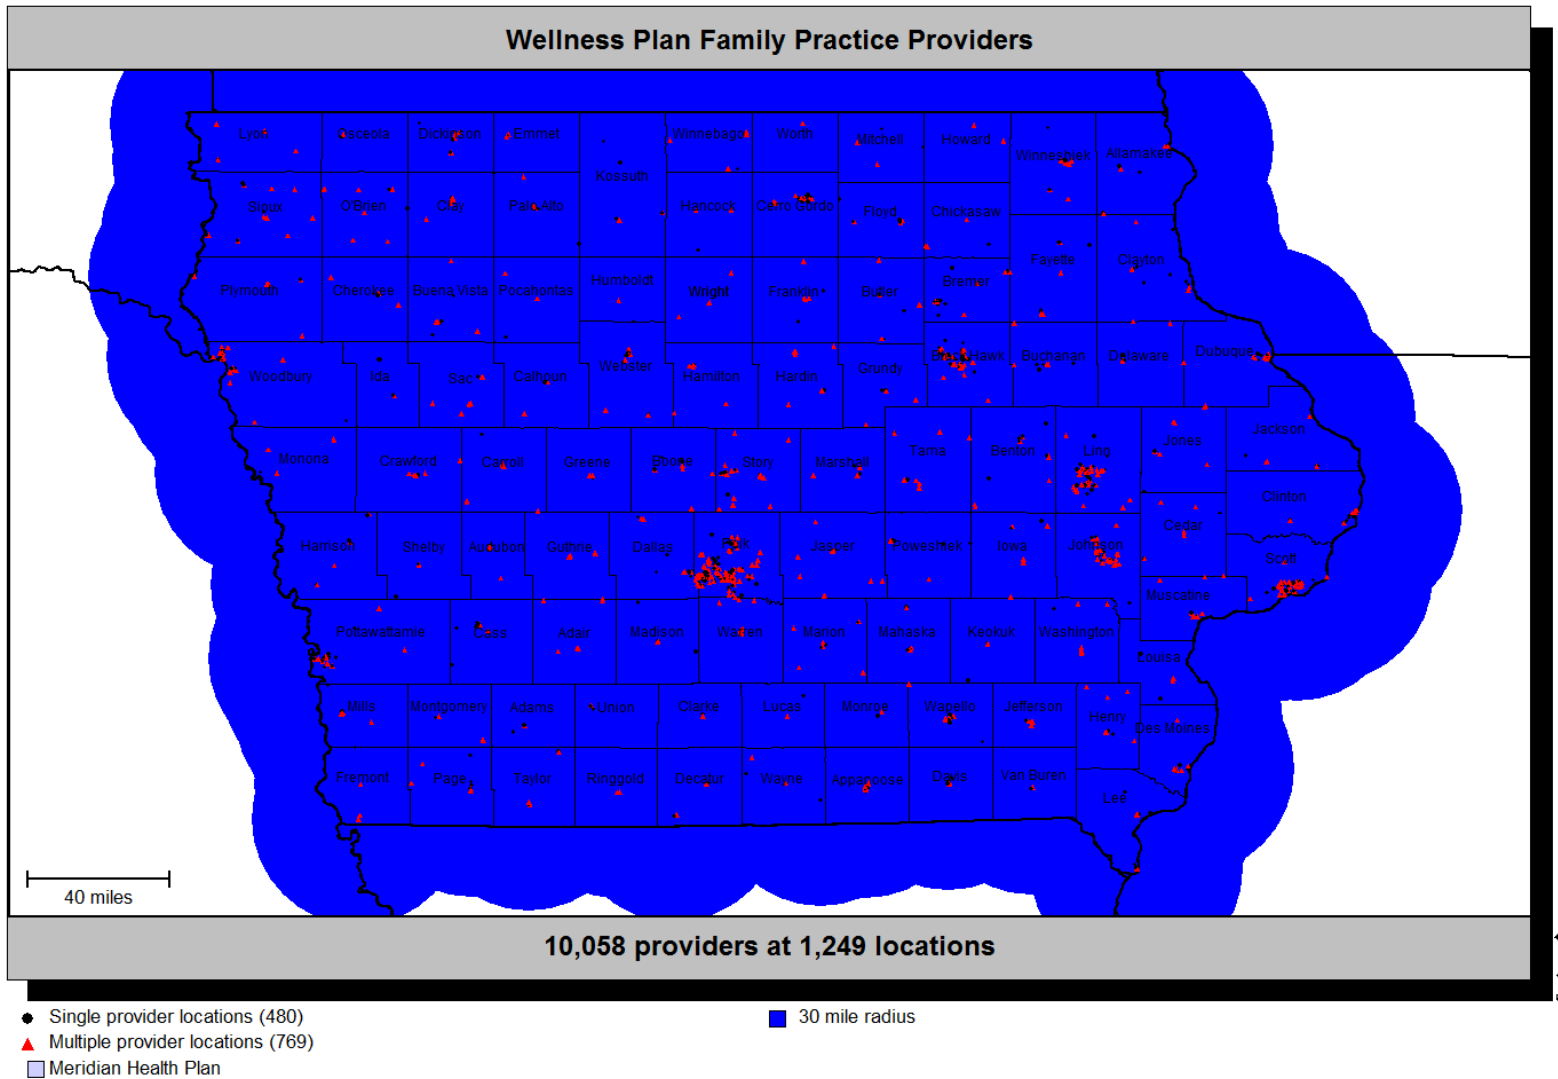 Wellness Plan Family Practice Providers
Lyon Osceola Dickinson Emmet Winnebago Worth Mitchell Howard Winneshiek Allamakee
Kossuth
Sioux O'Brien Clay Palo Alto Hancock Cerro Gordo Floyd Chickasaw
Plymouth Cherokee Buena Vista Pocahontas Humboldt Wright Franklin Butler Bremer Fayette Clayton
Woodbury Ida Sac Calhoun Webster Hamilton Hardin Grundy Black Hawk Buchanan Delaware Dubuque
Monona Crawford Carroll Greene Boone Story Marshall Tama Benton Linn Jones Jackson
Clinton
Harrison Shelby Audubon Guthrie Dallas Polk Jasper Poweshiek Iowa Johnson Cedar
Scott
Muscatine
Pottawattamie Cass Adair Madison Warren Marion Mahaska Keokuk Washington
Louisa
Mills Montgomery Adams Union Clarke Lucas Monroe Wapello Jefferson Henry Des Moines
Fremont Page Taylor Ringgold Decatur Wayne Appanoose Davis Van Buren
Lee
40 miles
10,058 providers at 1,249 locations
Single provider locations (480)
30 mile radius
Multiple provider locations (769)
Meridian Health Plan